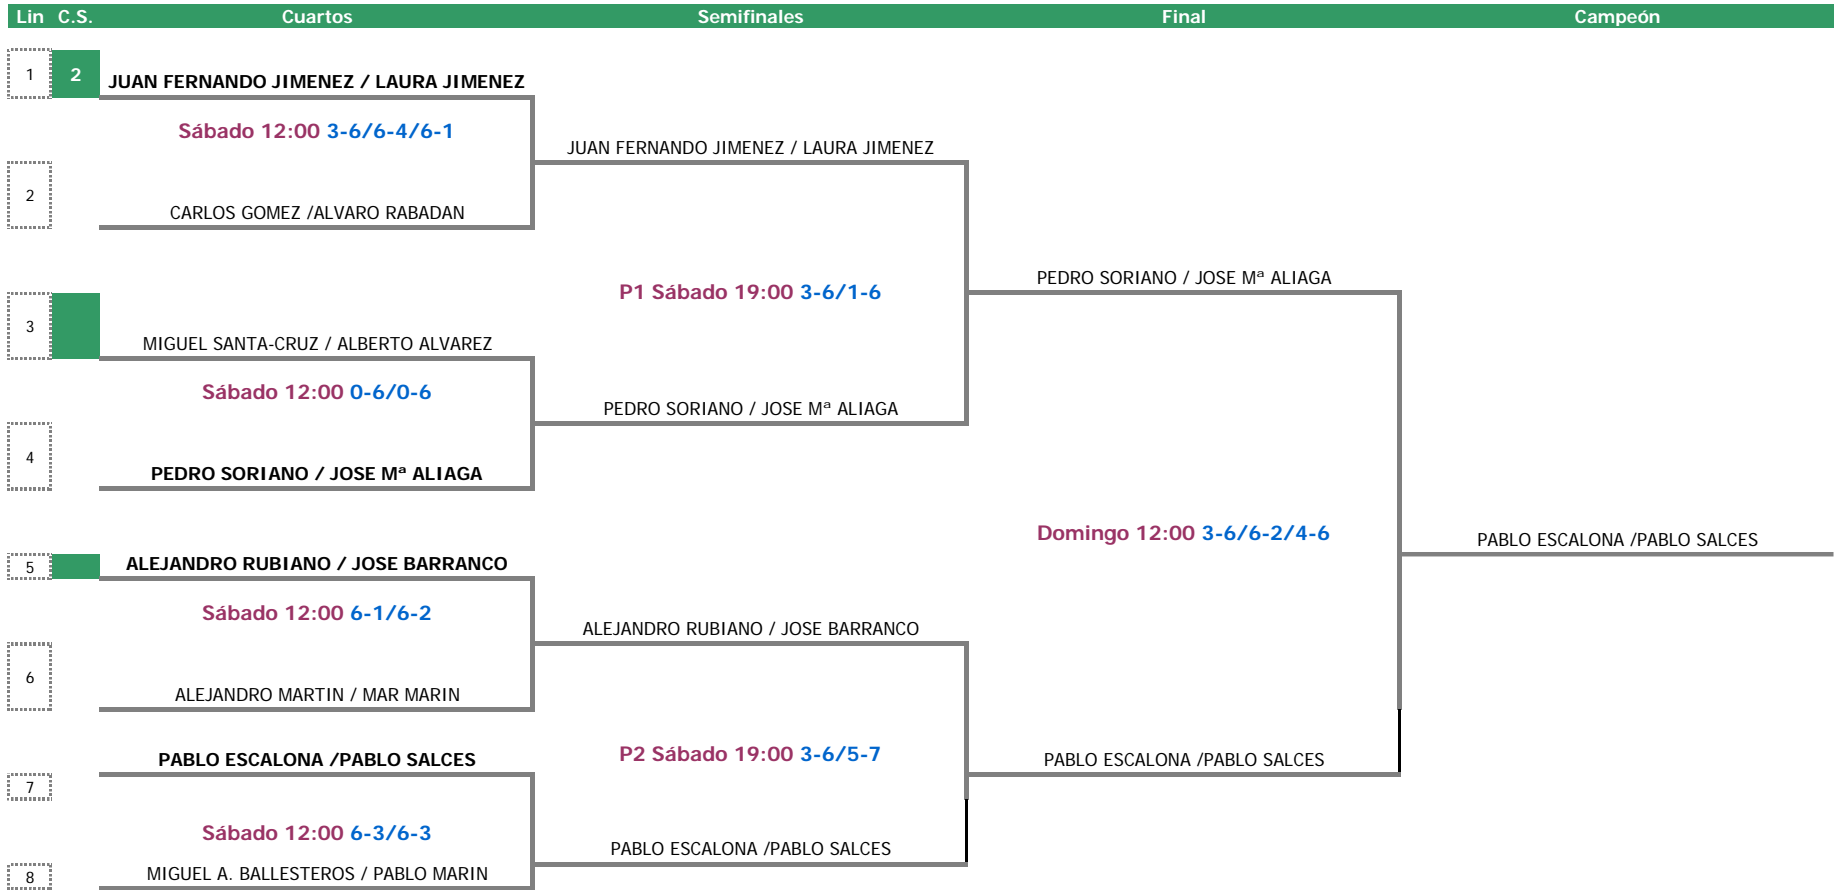 Lin C.S. Cuartos Semifinales Final Campeón
1 2 JUAN FERNANDO JIMENEZ / LAURA JIMENEZ
Sábado 12:00 3-6/6-4/6-1
JUAN FERNANDO JIMENEZ / LAURA JIMENEZ
2 CARLOS GOMEZ /ALVARO RABADAN
P1 Sábado 19:00 3-6/1-6
PEDRO SORIANO / JOSE Mª ALIAGA
3 MIGUEL SANTA-CRUZ / ALBERTO ALVAREZ
Sábado 12:00 0-6/0-6
PEDRO SORIANO / JOSE Mª ALIAGA
4 PEDRO SORIANO / JOSE Mª ALIAGA
Domingo 12:00 3-6/6-2/4-6
PABLO ESCALONA /PABLO SALCES
5 ALEJANDRO RUBIANO / JOSE BARRANCO
Sábado 12:00 6-1/6-2
ALEJANDRO RUBIANO / JOSE BARRANCO
6 ALEJANDRO MARTIN / MAR MARIN
P2 Sábado 19:00 3-6/5-7
PABLO ESCALONA /PABLO SALCES
7 PABLO ESCALONA /PABLO SALCES
Sábado 12:00 6-3/6-3
PABLO ESCALONA /PABLO SALCES
8 MIGUEL A. BALLESTEROS / PABLO MARIN